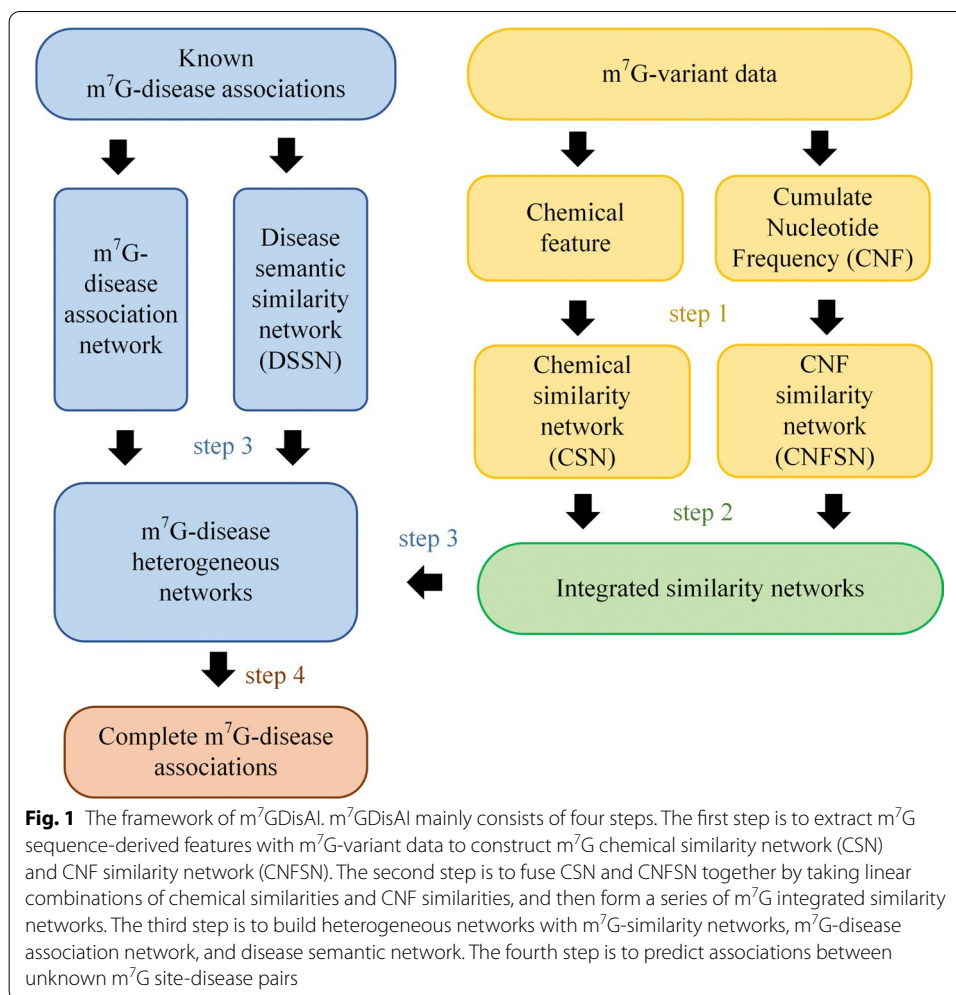 Known
m⁷G-disease associations
m⁷G-variant data
m⁷G-
disease
association
network
Disease
semantic
similarity
network
(DSSN)
Chemical
feature
Cumulate
Nucleotide
Frequency (CNF)
step 1
Chemical
similarity
network
(CSN)
CNF
similarity
network
(CNFSN)
step 3
step 2
m⁷G-disease
heterogeneous
networks
step 3
Integrated similarity networks
step 4
Complete m⁷G-disease
associations
Fig. 1 The framework of m⁷GDisAI. m⁷GDisAI mainly consists of four steps. The first step is to extract m⁷G
sequence-derived features with m⁷G-variant data to construct m⁷G chemical similarity network (CSN)
and CNF similarity network (CNFSN). The second step is to fuse CSN and CNFSN together by taking linear
combinations of chemical similarities and CNF similarities, and then form a series of m⁷G integrated similarity
networks. The third step is to build heterogeneous networks with m⁷G-similarity networks, m⁷G-disease
association network, and disease semantic network. The fourth step is to predict associations between
unknown m⁷G site-disease pairs